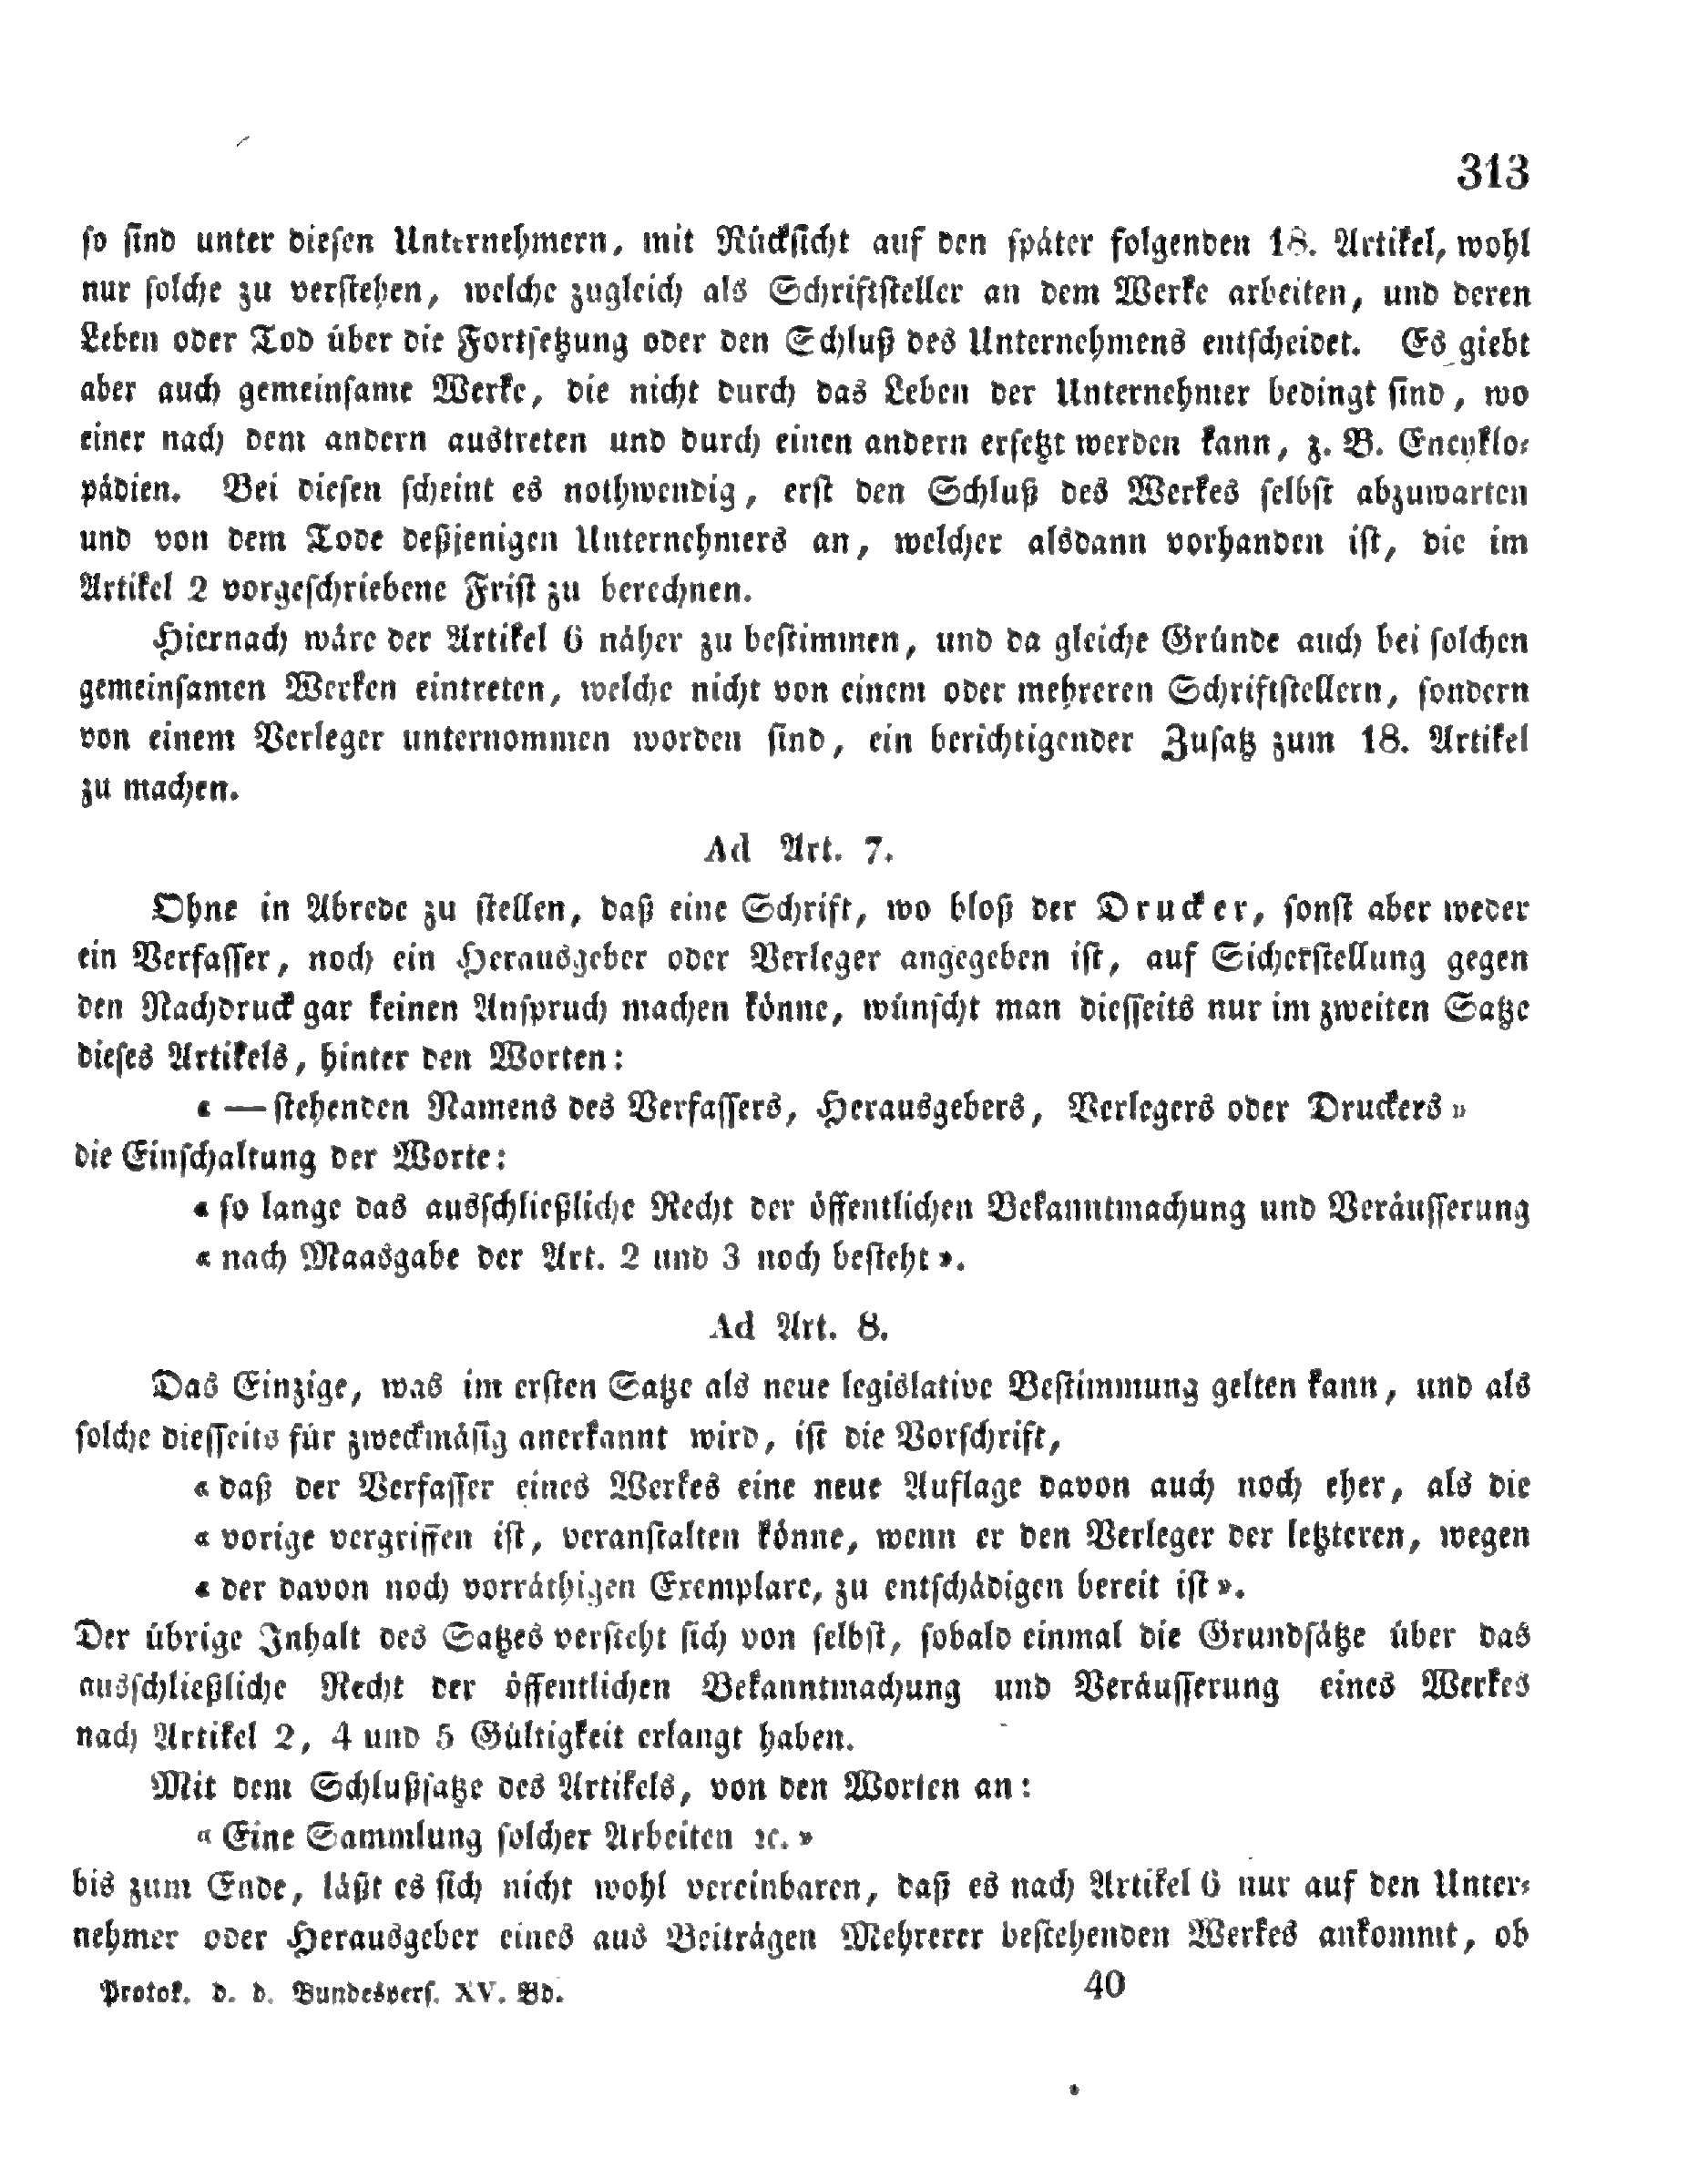 313
so sind unter diesen Unternehmern, mit Rücksicht auf den später folgenden 18. Artikel, wohl
nur solche zu verstehen, welche zugleich als Schriftsteller an dem Werke arbeiten, und deren
Leben oder Tod über die Fortsetzung oder den Schluß des Unternehmens entscheidet. Es giebt
aber auch gemeinsame Werke, die nicht durch das Leben der Unternehmer bedingt sind, wo
einer nach dem andern austreten und durch einen andern ersetzt werden kann, z. B. Encyklo-
pädien. Bei diesen scheint es nothwendig, erst den Schluß des Werkes selbst abzuwarten
und von dem Tode deßjenigen Unternehmers an, welcher alsdann vorhanden ist, die im
Artikel 2 vorgeschriebene Frist zu berechnen.
Hiernach wäre der Artikel 6 näher zu bestimmen, und da gleiche Gründe auch bei solchen
gemeinsamen Werken eintreten, welche nicht von einem oder mehreren Schriftstellern, sondern
von einem Verleger unternommen worden sind, ein berichtigender Zusatz zum 18. Artikel
zu machen.
Ad Art. 7.
Ohne in Abrede zu stellen, daß eine Schrift, wo bloß der Drucker, sonst aber weder
ein Verfasser, noch ein Herausgeber oder Verleger angegeben ist, auf Sicherstellung gegen
den Nachdruck gar keinen Anspruch machen könne, wünscht man diesseits nur im zweiten Satze
dieses Artikels, hinter den Worten:
« — stehenden Namens des Verfassers, Herausgebers, Verlegers oder Druckers »
die Einschaltung der Worte:
« so lange das ausschließliche Recht der öffentlichen Bekanntmachung und Veräusserung
« nach Maasgabe der Art. 2 und 3 noch besteht ».
Ad Art. 8.
Das Einzige, was im ersten Satze als neue legislative Bestimmung gelten kann, und als
solche diesseits für zweckmäsig anerkannt wird, ist die Vorschrift,
« daß der Verfasser eines Werkes eine neue Auflage davon auch noch eher, als die
« vorige vergriffen ist, veranstalten könne, wenn er den Verleger der letzteren, wegen
« der davon noch vorräthigen Exemplare, zu entschädigen bereit ist ».
Der übrige Inhalt des Satzes versteht sich von selbst, sobald einmal die Grundsätze über das
ausschließliche Recht der öffentlichen Bekanntmachung und Veräusserung eines Werkes
nach Artikel 2, 4 und 5 Gültigkeit erlangt haben.
Mit dem Schlußsatze des Artikels, von den Worten an:
« Eine Sammlung solcher Arbeiten ꝛc. »
bis zum Ende, läßt es sich nicht wohl vereinbaren, daß es nach Artikel 6 nur auf den Unter-
nehmer oder Herausgeber eines aus Beiträgen Mehrerer bestehenden Werkes ankommt, ob
Protok. d. d. Bundesvers. XV. Bd. 40